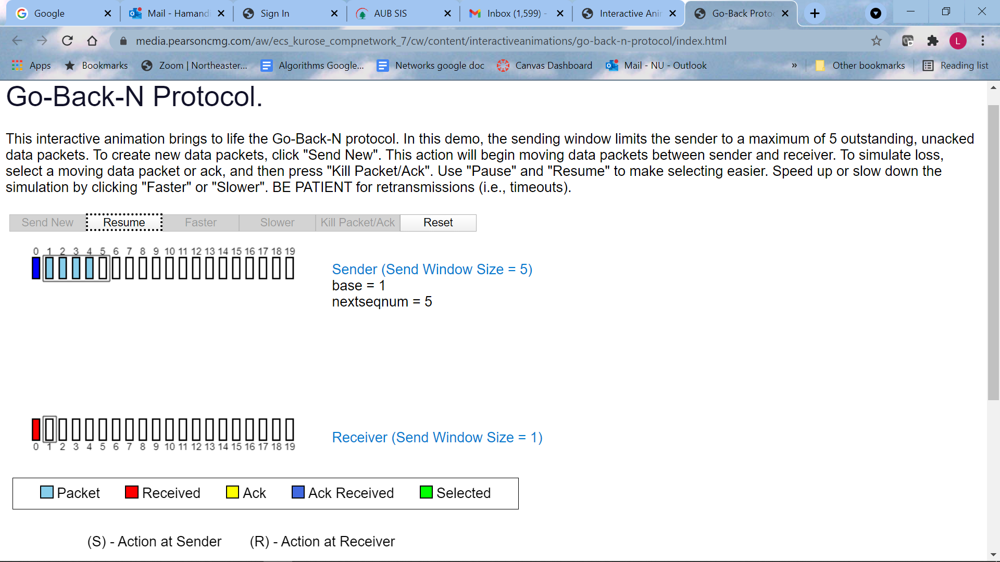 Google
Mail - Hamandi
Sign In
AUB SIS
Inbox (1,599) -
Interactive Anim
Go-Back Protoc
L
media.pearsoncmg.com/aw/ecs_kurose_compnetwork_7/cw/content/interactiveanimations/go-back-n-protocol/index.html
Apps
Bookmarks
Zoom | Northeaster...
Algorithms Google...
Networks google doc
Canvas Dashboard
Mail - NU - Outlook
»
Other bookmarks
Reading list
Go-Back-N Protocol.
This interactive animation brings to life the Go-Back-N protocol. In this demo, the sending window limits the sender to a maximum of 5 outstanding, unacked
data packets. To create new data packets, click "Send New". This action will begin moving data packets between sender and receiver. To simulate loss,
select a moving data packet or ack, and then press "Kill Packet/Ack". Use "Pause" and "Resume" to make selecting easier. Speed up or slow down the
simulation by clicking "Faster" or "Slower". BE PATIENT for retransmissions (i.e., timeouts).
Send New Resume Faster Slower Kill Packet/Ack Reset
0 1 2 3 4 5 6 7 8 9 10 11 12 13 14 15 16 17 18 19
Sender (Send Window Size = 5)
base = 1
nextseqnum = 5
Receiver (Send Window Size = 1)
0 1 2 3 4 5 6 7 8 9 10 11 12 13 14 15 16 17 18 19
Packet Received Ack Ack Received Selected
(S) - Action at Sender (R) - Action at Receiver